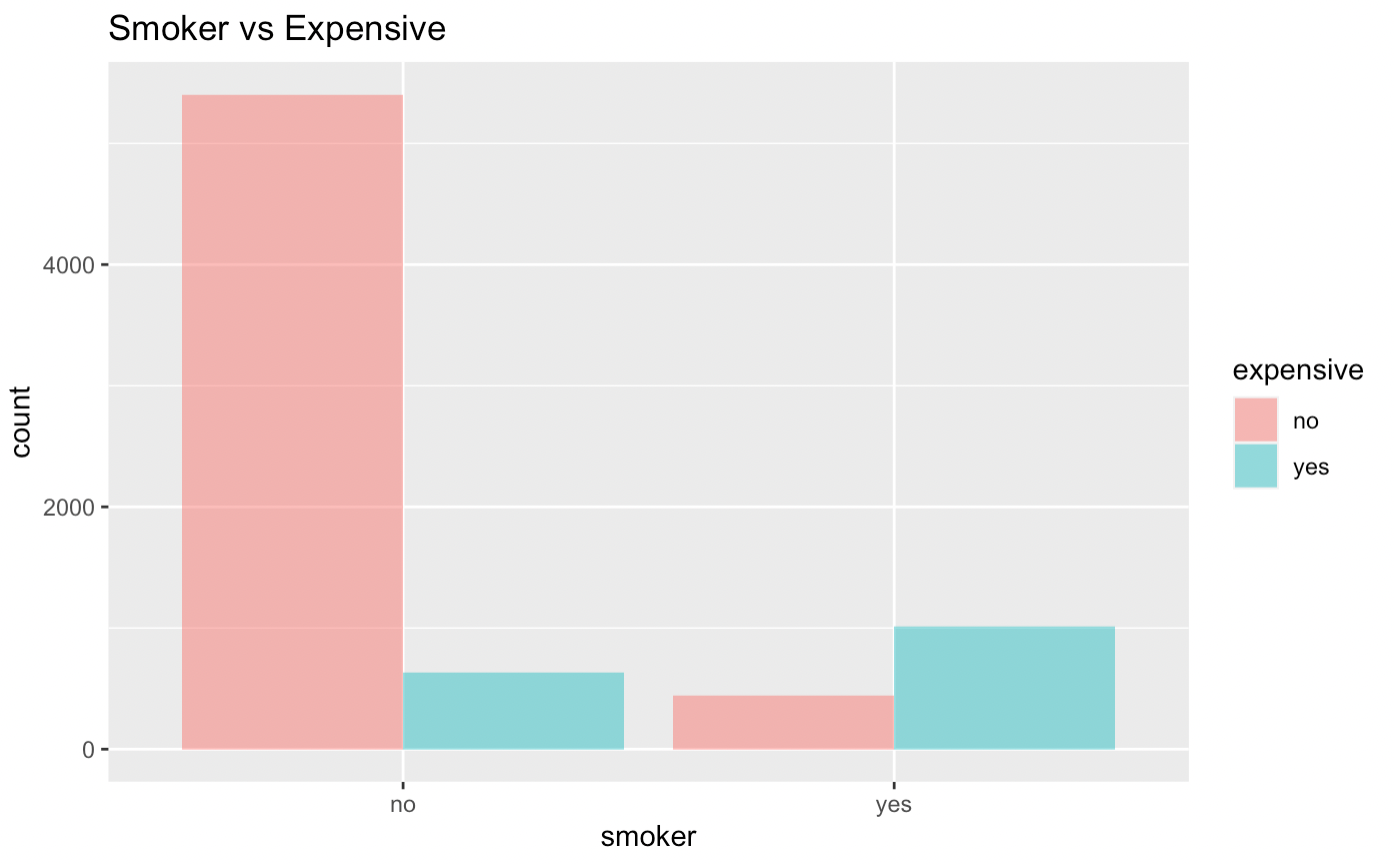 Smoker vs Expensive
count
4000
2000
0
no
yes
smoker
expensive
no
yes